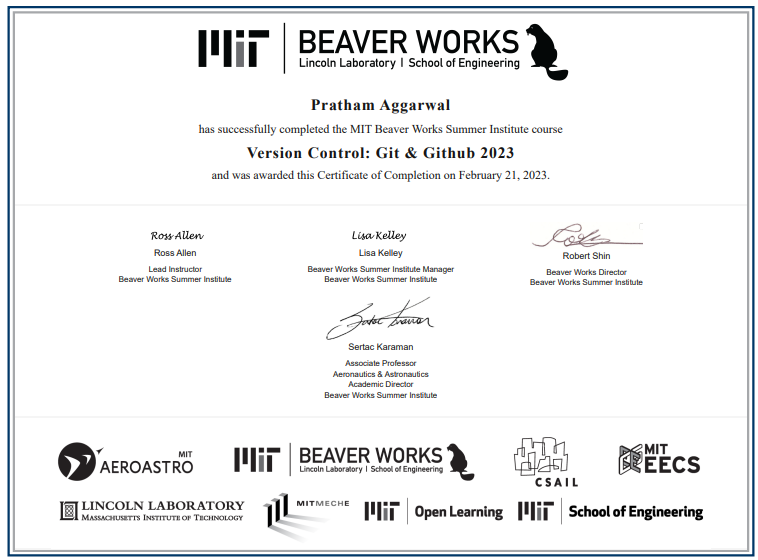 MIT BEAVER WORKS
Lincoln Laboratory | School of Engineering
Pratham Aggarwal
has successfully completed the MIT Beaver Works Summer Institute course
Version Control: Git & Github 2023
and was awarded this Certificate of Completion on February 21, 2023.
Ross Allen
Ross Allen
Lead Instructor
Beaver Works Summer Institute
Lisa Kelley
Lisa Kelley
Beaver Works Summer Institute Manager
Beaver Works Summer Institute
Robert Shin
Beaver Works Director
Beaver Works Summer Institute
Sertac Karaman
Associate Professor
Aeronautics & Astronautics
Academic Director
Beaver Works Summer Institute
MIT
AEROASTRO
MIT BEAVER WORKS
Lincoln Laboratory | School of Engineering
CSAIL
MIT
EECS
LINCOLN LABORATORY
MASSACHUSETTS INSTITUTE OF TECHNOLOGY
MITMECHE
MIT Open Learning
MIT School of Engineering